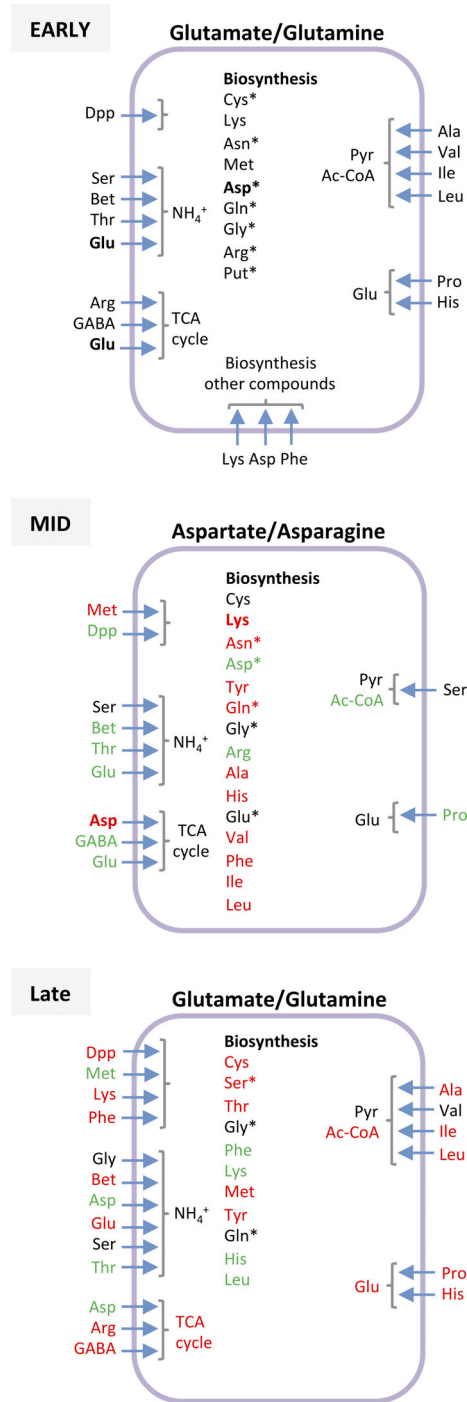 EARLY
Glutamate/Glutamine
Biosynthesis
Cys*
Lys
Asn*
Met
Asp*
Gln*
Gly*
Arg*
Put*
Dpp
Ser
Bet
Thr
Glu
NH₄⁺
Arg
GABA
Glu
TCA
cycle
Pyr
Ac-CoA
Ala
Val
Ile
Leu
Glu
Pro
His
Biosynthesis
other compounds
Lys Asp Phe
MID
Aspartate/Asparagine
Biosynthesis
Cys
Lys
Asn*
Asp*
Tyr
Gln*
Gly*
Arg
Ala
His
Glu*
Val
Phe
Ile
Leu
Met
Dpp
Ser
Bet
Thr
Glu
NH₄⁺
Asp
GABA
Glu
TCA
cycle
Pyr
Ac-CoA
Ser
Glu
Pro
Late
Glutamate/Glutamine
Biosynthesis
Cys
Ser*
Thr
Gly*
Phe
Lys
Met
Tyr
Gln*
His
Leu
Dpp
Met
Lys
Phe
Gly
Bet
Asp
Glu
Ser
Thr
NH₄⁺
Asp
Arg
GABA
TCA
cycle
Pyr
Ac-CoA
Ala
Val
Ile
Leu
Glu
Pro
His